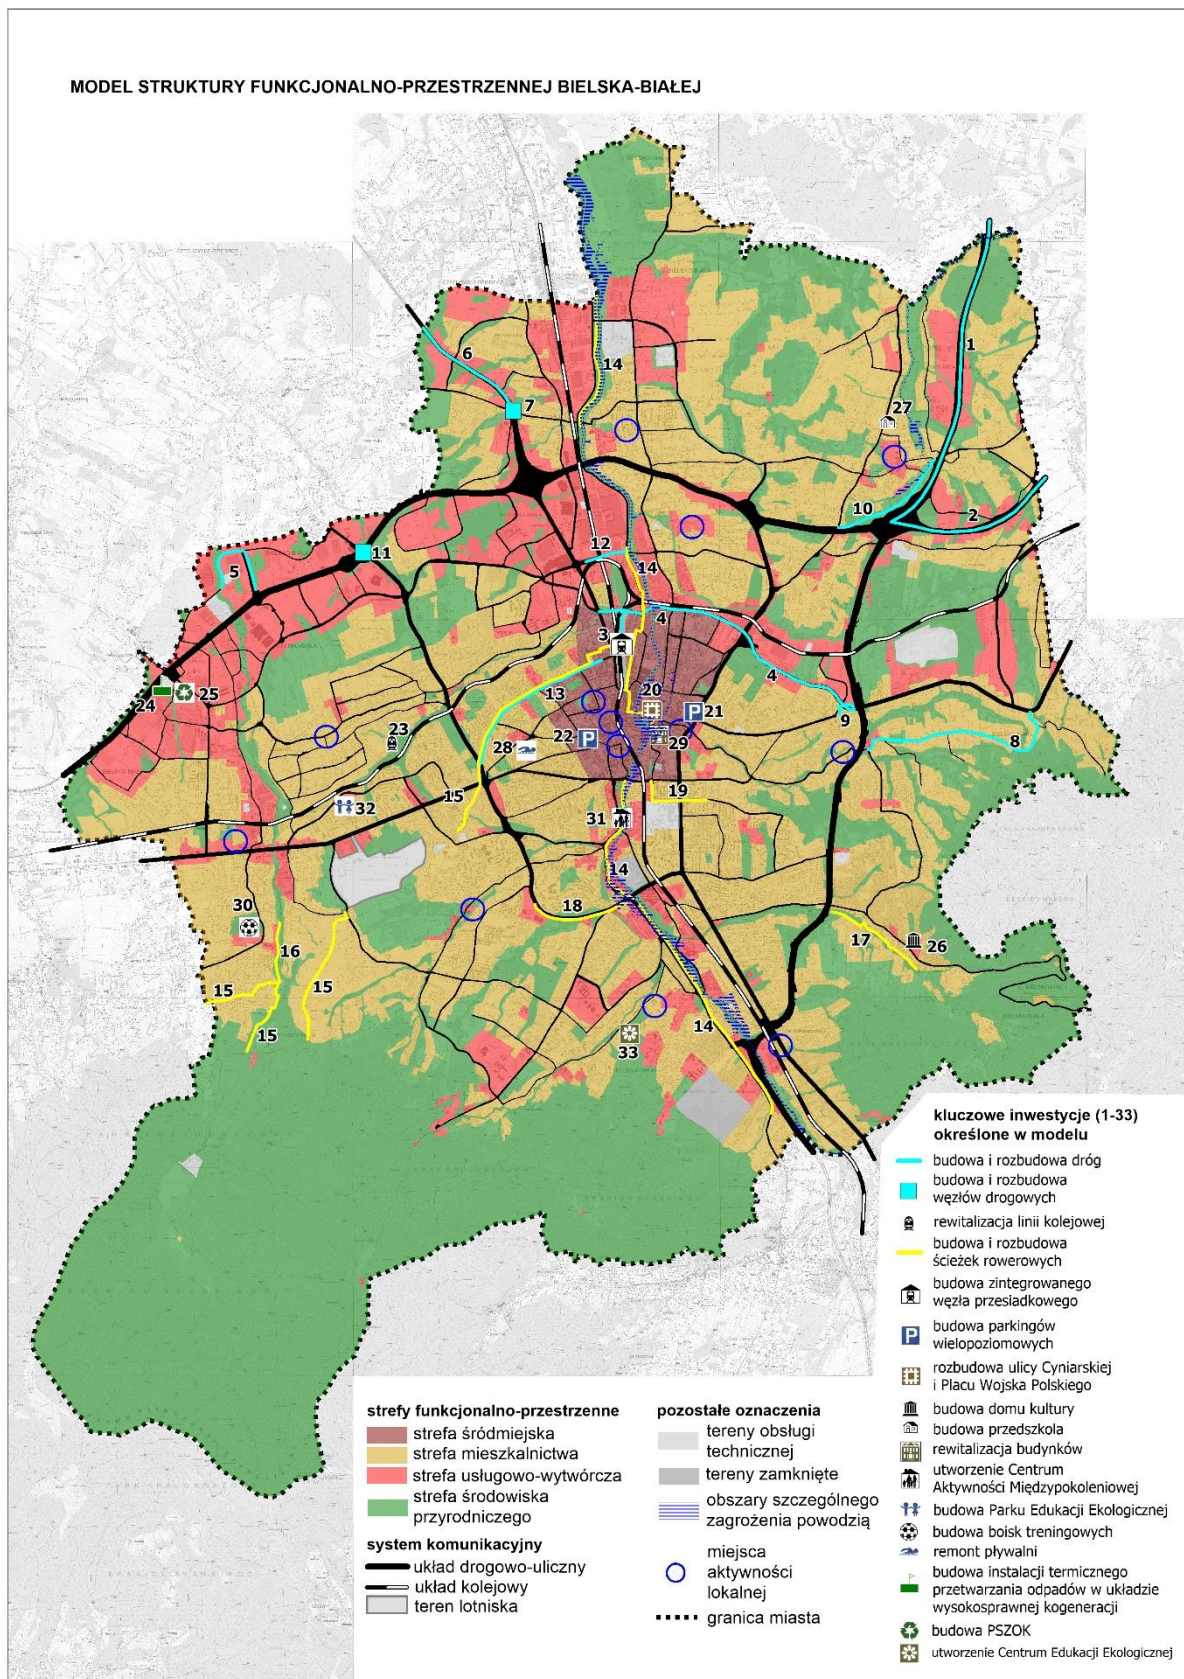 MODEL STRUKTURY FUNKCJONALNO-PRZESTRZENNEJ BIELSKA-BIAŁEJ
1
6
14
7
27
10
2
11
12
5
14
4
3
4
13
20
21
25
24
9
23
22
29
8
28
19
15
32
31
14
18
30
17
26
16
15
15
15
14
33
kluczowe inwestycje (1-33)
określone w modelu
budowa i rozbudowa dróg
budowa i rozbudowa
węzłów drogowych
rewitalizacja linii kolejowej
budowa i rozbudowa
ścieżek rowerowych
budowa zintegrowanego
węzła przesiadkowego
P
budowa parkingów
wielopoziomowych
rozbudowa ulicy Cyniarskiej
i Placu Wojska Polskiego
budowa domu kultury
budowa przedszkola
rewitalizacja budynków
utworzenie Centrum
Aktywności Międzypokoleniowej
budowa Parku Edukacji Ekologicznej
budowa boisk treningowych
remont pływalni
budowa instalacji termicznego
przetwarzania odpadów w układzie
wysokosprawnej kogeneracji
budowa PSZOK
utworzenie Centrum Edukacji Ekologicznej
strefy funkcjonalno-przestrzenne
strefa śródmiejska
strefa mieszkalnictwa
strefa usługowo-wytwórcza
strefa środowiska
przyrodniczego
system komunikacyjny
układ drogowo-uliczny
układ kolejowy
teren lotniska
pozostałe oznaczenia
tereny obsługi
technicznej
tereny zamknięte
obszary szczególnego
zagrożenia powodzią
miejsca
aktywności
lokalnej
granica miasta